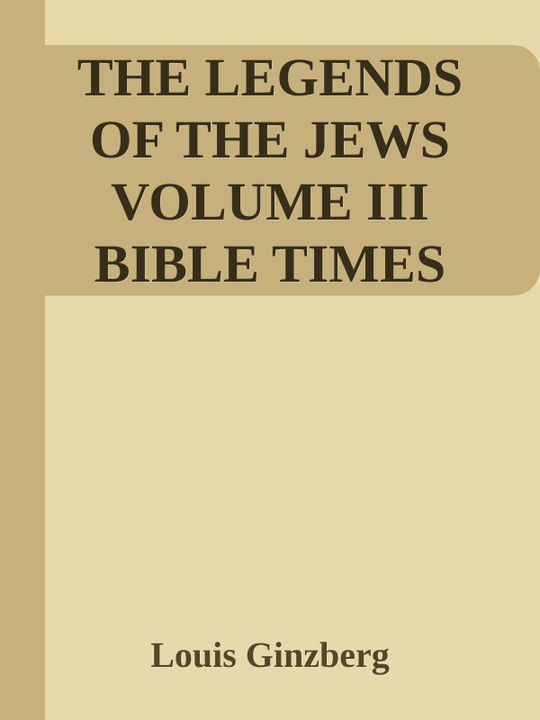 THE LEGENDS
OF THE JEWS
VOLUME III
BIBLE TIMES
Louis Ginzberg